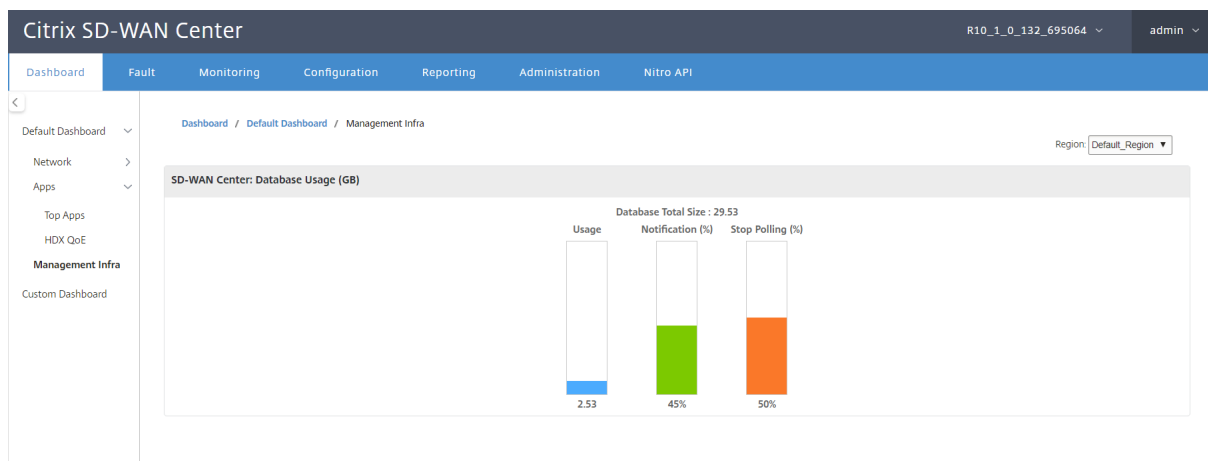 Citrix SD-WAN Center
R10_1_0_132_695064
admin
Dashboard Fault Monitoring Configuration Reporting Administration Nitro API
Default Dashboard
Network
Apps
Top Apps
HDX QoE
Management Infra
Custom Dashboard
Dashboard / Default Dashboard / Management Infra
Region: Default_Region
SD-WAN Center: Database Usage (GB)
Database Total Size : 29.53
Usage Notification (%) Stop Polling (%)
2.53 45% 50%